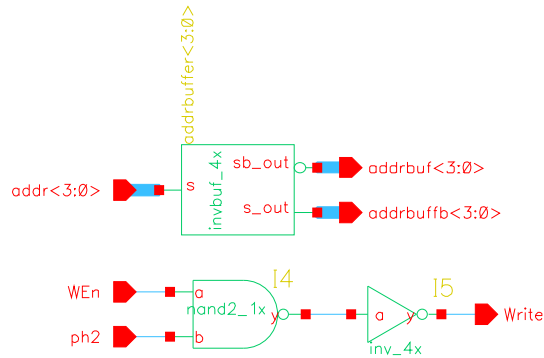 addrbuffer<3:0>
invbuf_4x
addr<3:0>
s
sb_out
addrbuf<3:0>
s_out
addrbuffb<3:0>
I4
I5
WEn
a
nand2_1x
y
a
y
Write
ph2
b
inv_4x